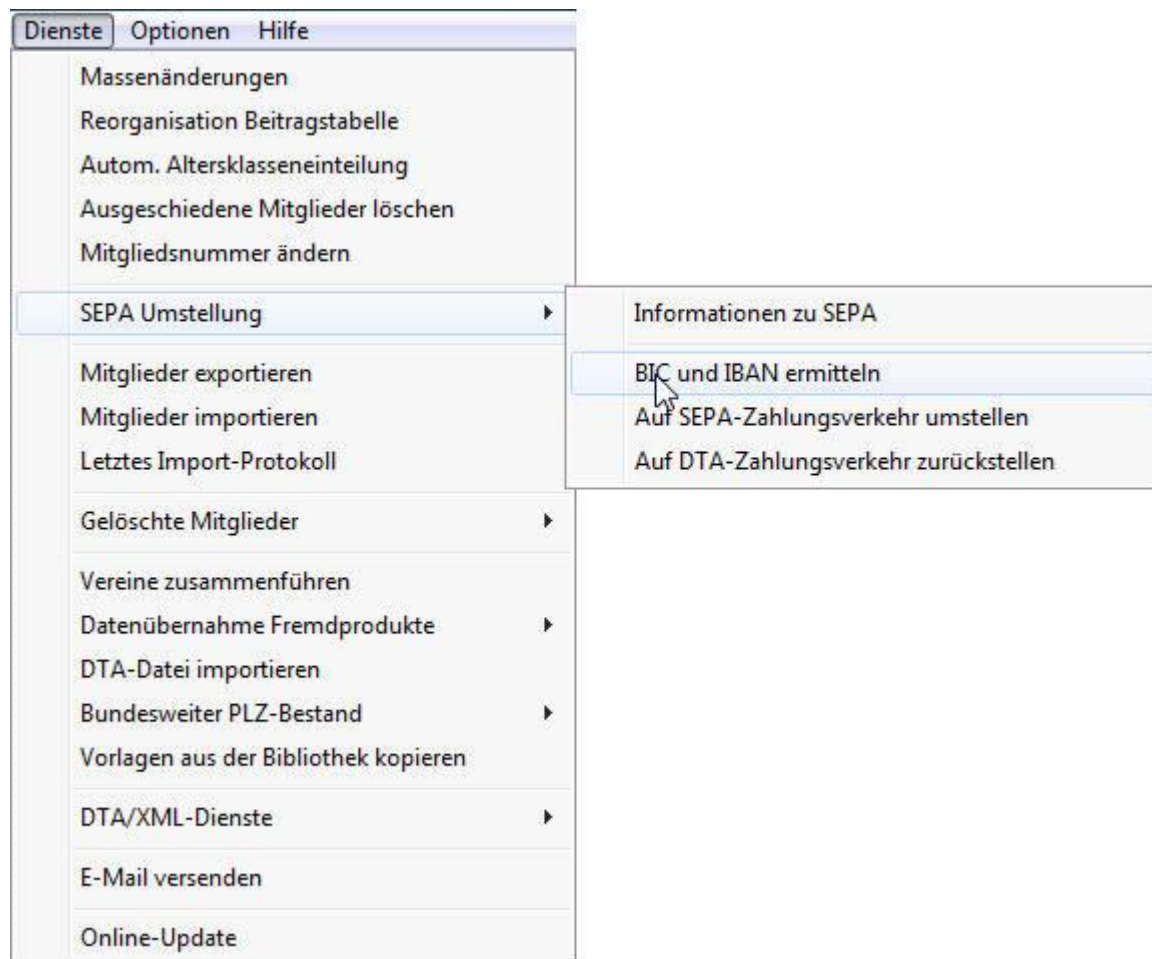 Dienste Optionen Hilfe
Massenänderungen
Reorganisation Beitragstabelle
Autom. Altersklasseneinteilung
Ausgeschiedene Mitglieder löschen
Mitgliedsnummer ändern
SEPA Umstellung
Informationen zu SEPA
BIC und IBAN ermitteln
Auf SEPA-Zahlungsverkehr umstellen
Auf DTA-Zahlungsverkehr zurückstellen
Mitglieder exportieren
Mitglieder importieren
Letztes Import-Protokoll
Gelöschte Mitglieder
Vereine zusammenführen
Datenübernahme Fremdprodukte
DTA-Datei importieren
Bundesweiter PLZ-Bestand
Vorlagen aus der Bibliothek kopieren
DTA/XML-Dienste
E-Mail versenden
Online-Update